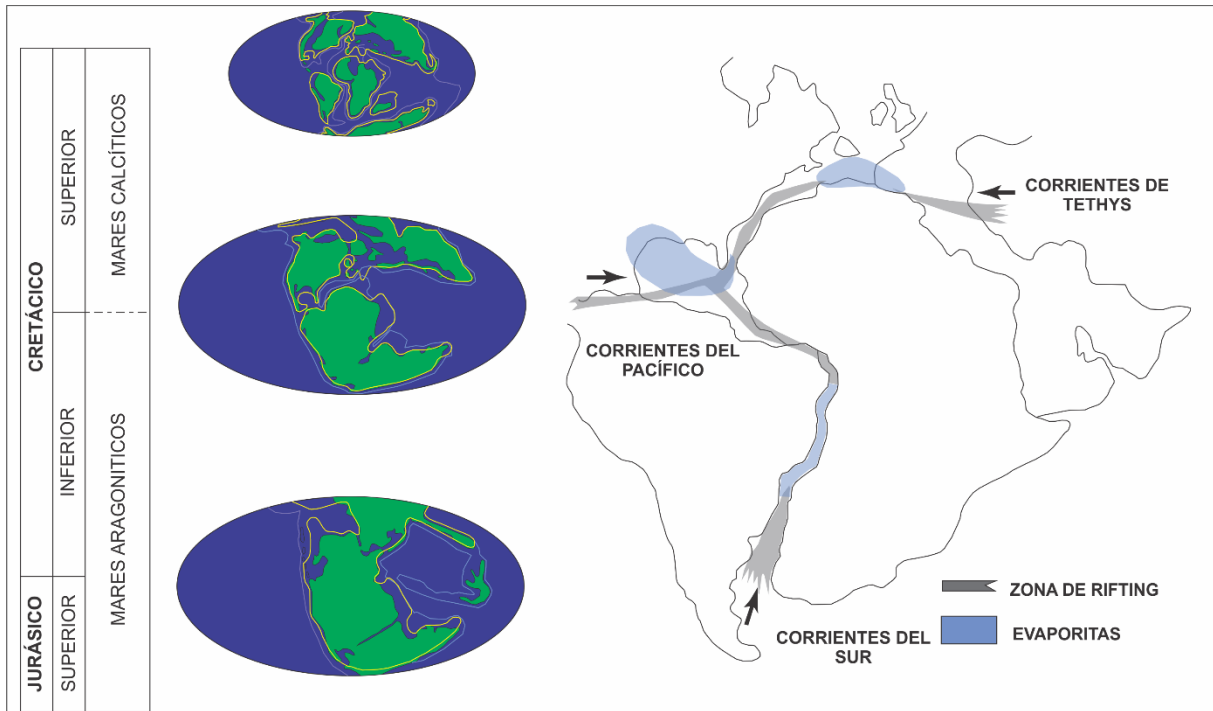 CRETÁCICO
JURÁSICO
SUPERIOR
INFERIOR
SUPERIOR
MARES CALCÍTICOS
MARES ARAGONITICOS
CORRIENTES DE
TETHYS
CORRIENTES DEL
PACÍFICO
CORRIENTES DEL
SUR
ZONA DE RIFTING
EVAPORITAS